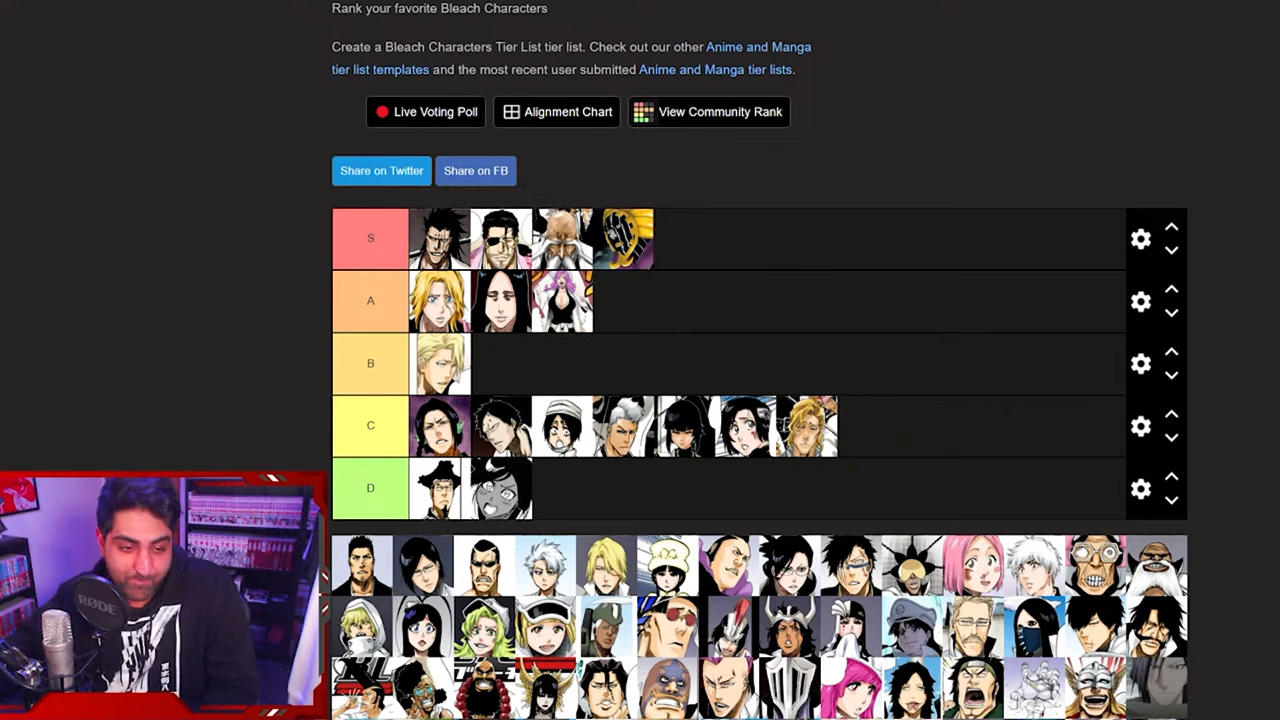 Rank your favorite Bleach Characters
Create a Bleach Characters Tier List tier list. Check out our other Anime and Manga
tier list templates and the most recent user submitted Anime and Manga tier lists.
Live Voting Poll
Alignment Chart
View Community Rank
Share on Twitter
Share on FB
S
A
B
C
D
RØDE